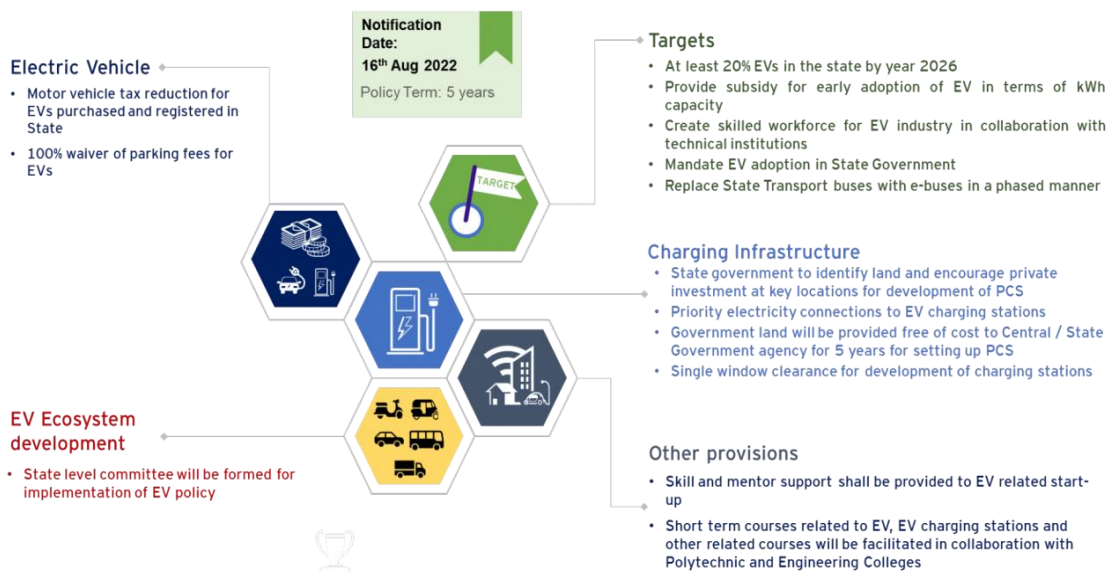 Notification
Date:
16th Aug 2022
Policy Term: 5 years
Electric Vehicle
• Motor vehicle tax reduction for
EVs purchased and registered in
State
• 100% waiver of parking fees for
EVs
TARGET
Targets
• At least 20% EVs in the state by year 2026
• Provide subsidy for early adoption of EV in terms of kWh
capacity
• Create skilled workforce for EV industry in collaboration with
technical institutions
• Mandate EV adoption in State Government
• Replace State Transport buses with e-buses in a phased manner
Charging Infrastructure
• State government to identify land and encourage private
investment at key locations for development of PCS
• Priority electricity connections to EV charging stations
• Government land will be provided free of cost to Central / State
Government agency for 5 years for setting up PCS
• Single window clearance for development of charging stations
EV Ecosystem
development
• State level committee will be formed for
implementation of EV policy
Other provisions
• Skill and mentor support shall be provided to EV related start-
up
• Short term courses related to EV, EV charging stations and
other related courses will be facilitated in collaboration with
Polytechnic and Engineering Colleges